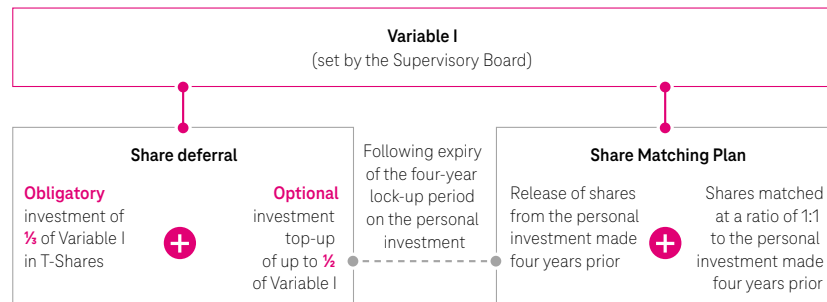 Variable I
(set by the Supervisory Board)
Share deferral
Obligatory
investment of
⅓ of Variable I
in T-Shares
+
Optional
investment
top-up
of up to ½
of Variable I
Following expiry
of the four-year
lock-up period
on the personal
investment
Share Matching Plan
Release of shares
from the personal
investment made
four years prior
+
Shares matched
at a ratio of 1:1
to the personal
investment made
four years prior